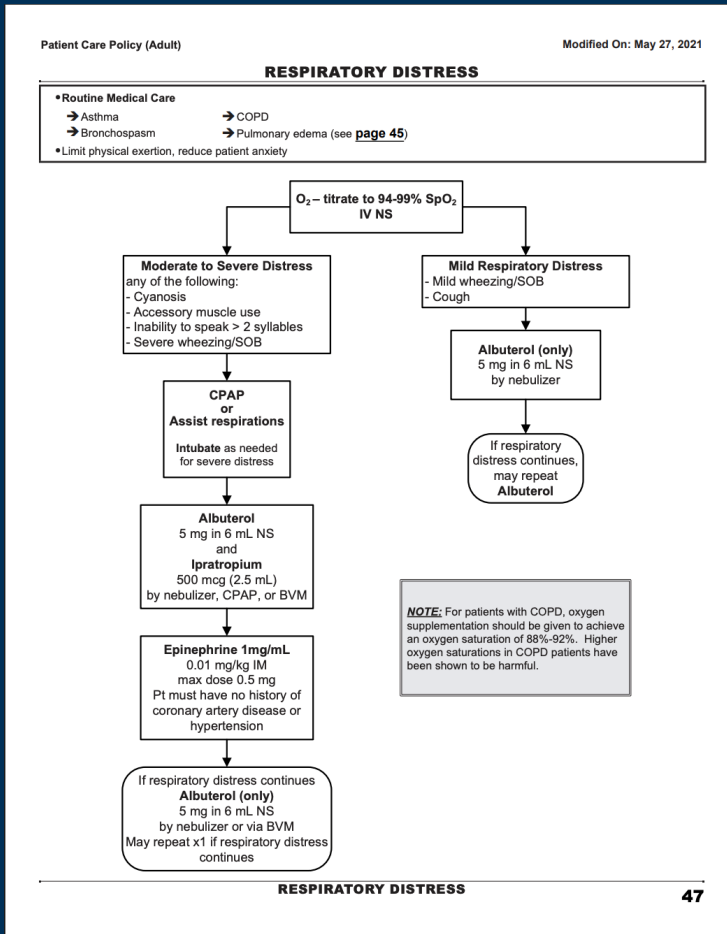 Patient Care Policy (Adult)
Modified On: May 27, 2021
RESPIRATORY DISTRESS
•Routine Medical Care
➔ Asthma
➔ COPD
➔ Bronchospasm
➔ Pulmonary edema (see page 45)
•Limit physical exertion, reduce patient anxiety
O₂ – titrate to 94-99% SpO₂
IV NS
Moderate to Severe Distress
any of the following:
- Cyanosis
- Accessory muscle use
- Inability to speak > 2 syllables
- Severe wheezing/SOB
Mild Respiratory Distress
- Mild wheezing/SOB
- Cough
CPAP
or
Assist respirations
Intubate as needed
for severe distress
Albuterol (only)
5 mg in 6 mL NS
by nebulizer
If respiratory
distress continues,
may repeat
Albuterol
Albuterol
5 mg in 6 mL NS
and
Ipratropium
500 mcg (2.5 mL)
by nebulizer, CPAP, or BVM
NOTE: For patients with COPD, oxygen
supplementation should be given to achieve
an oxygen saturation of 88%-92%. Higher
oxygen saturations in COPD patients have
been shown to be harmful.
Epinephrine 1mg/mL
0.01 mg/kg IM
max dose 0.5 mg
Pt must have no history of
coronary artery disease or
hypertension
If respiratory distress continues
Albuterol (only)
5 mg in 6 mL NS
by nebulizer or via BVM
May repeat x1 if respiratory distress
continues
RESPIRATORY DISTRESS
47